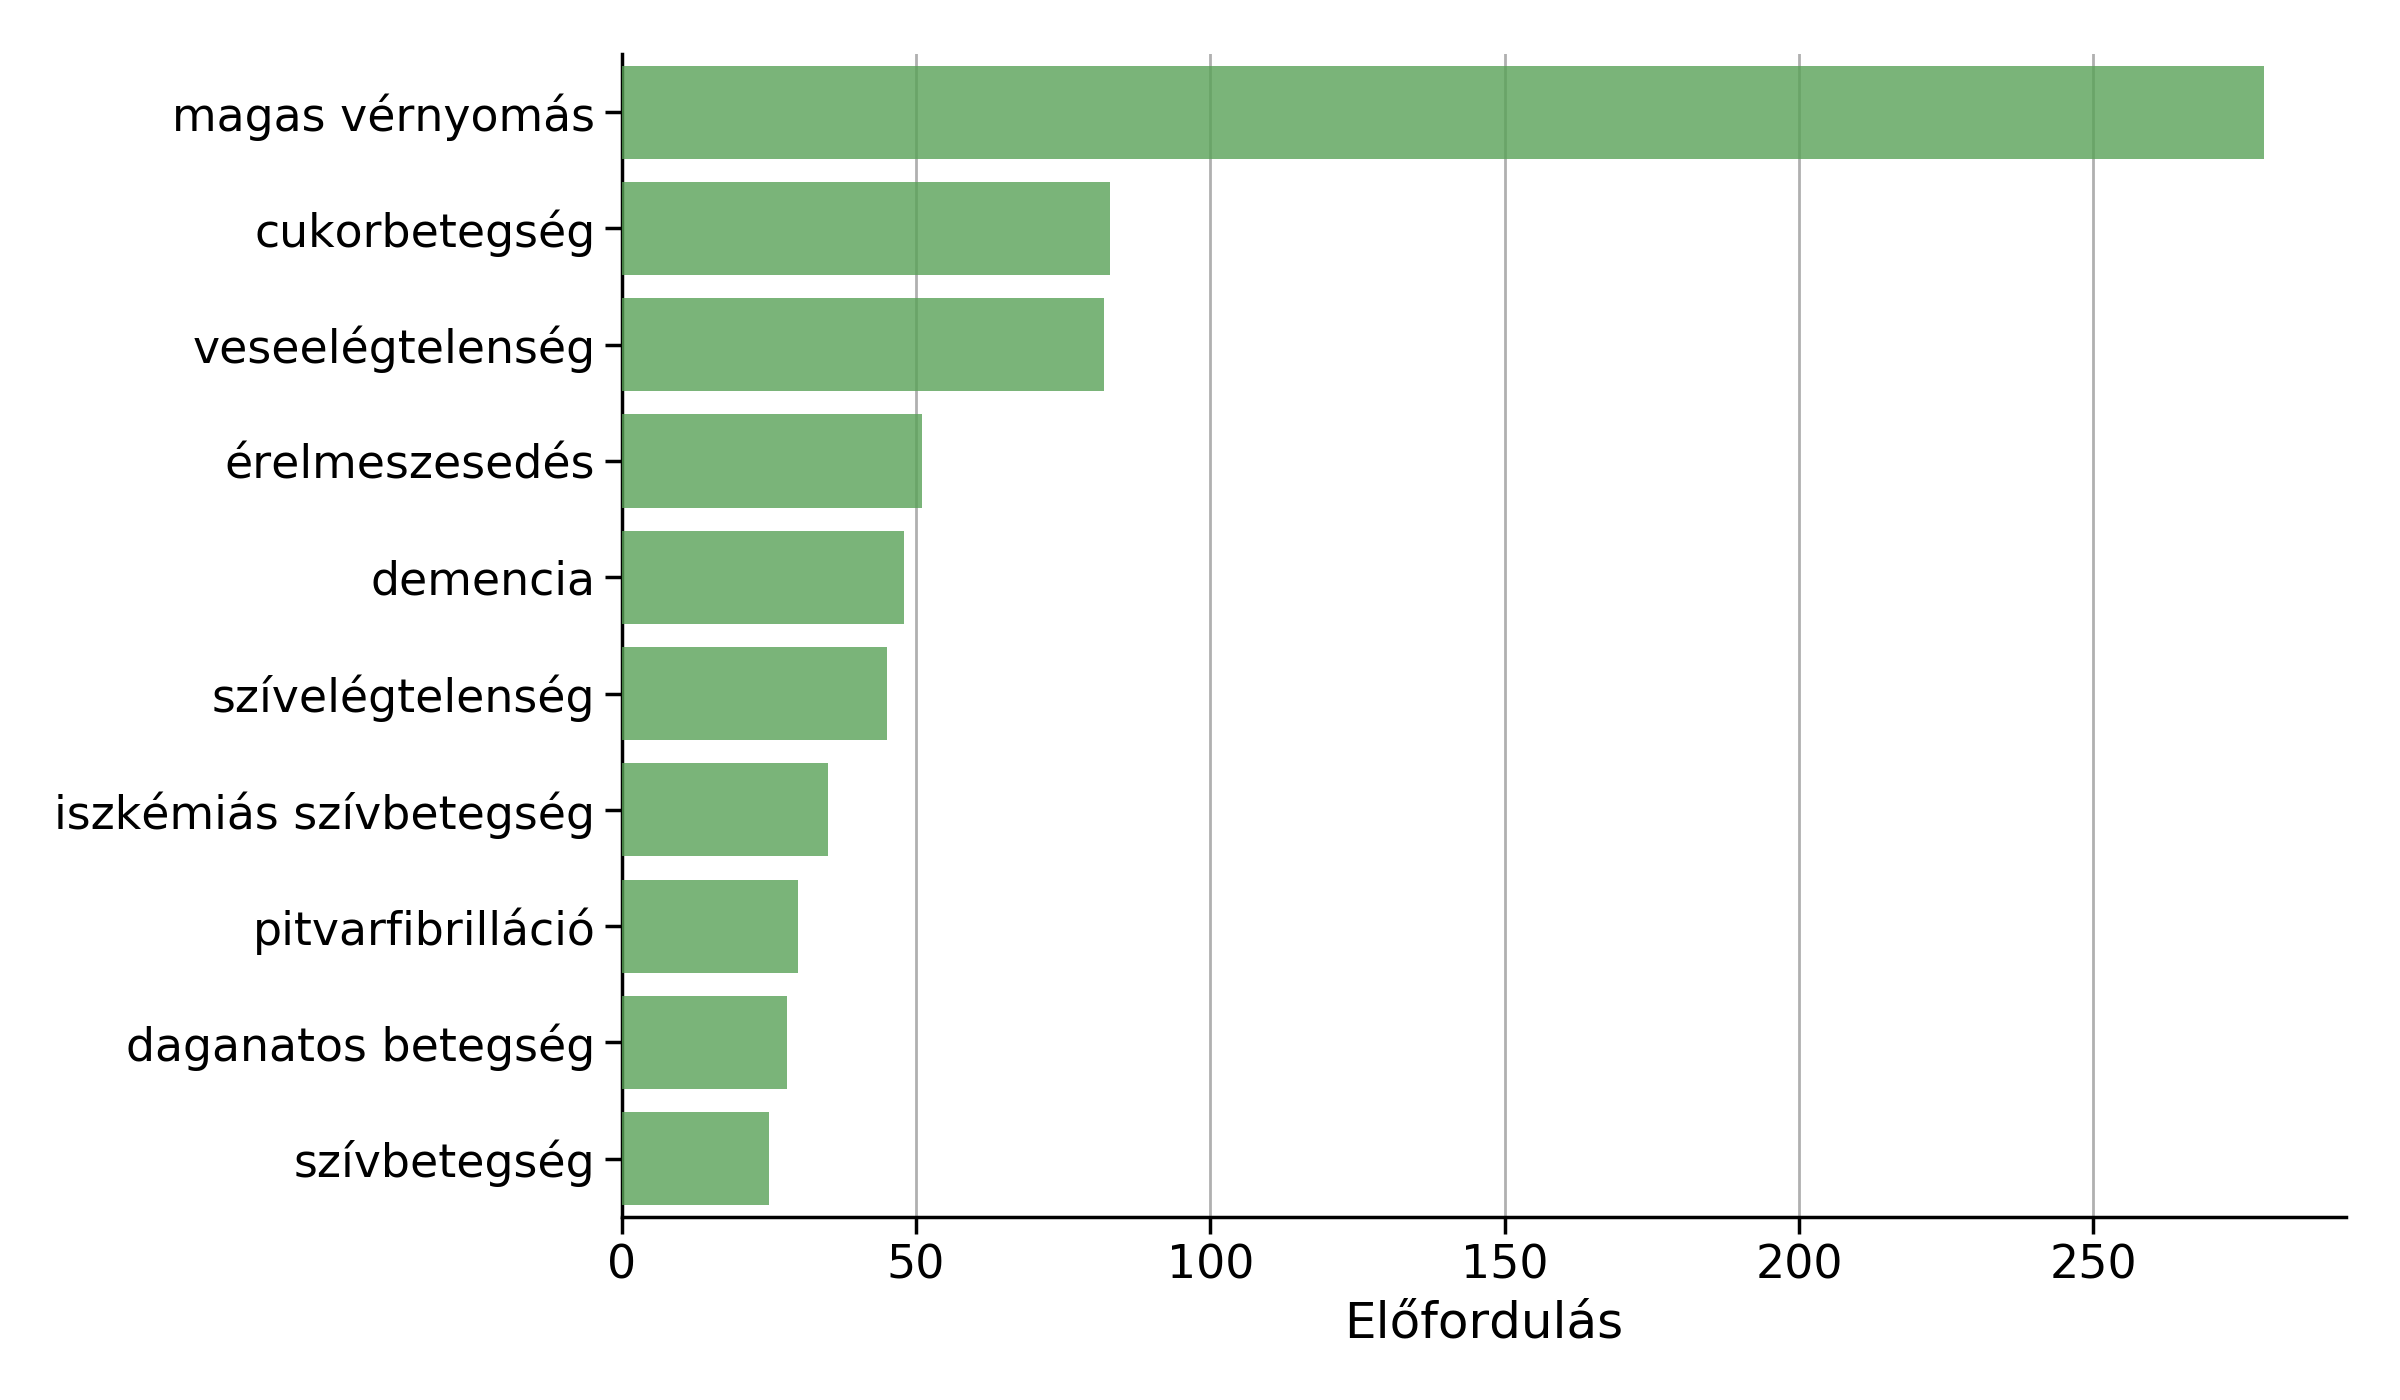 magas vérnyomás
cukorbetegség
veseelégtelenség
érelmeszesedés
demencia
szívelégtelenség
iszkémiás szívbetegség
pitvarfibrilláció
daganatos betegség
szívbetegség
0 50 100 150 200 250
Előfordulás